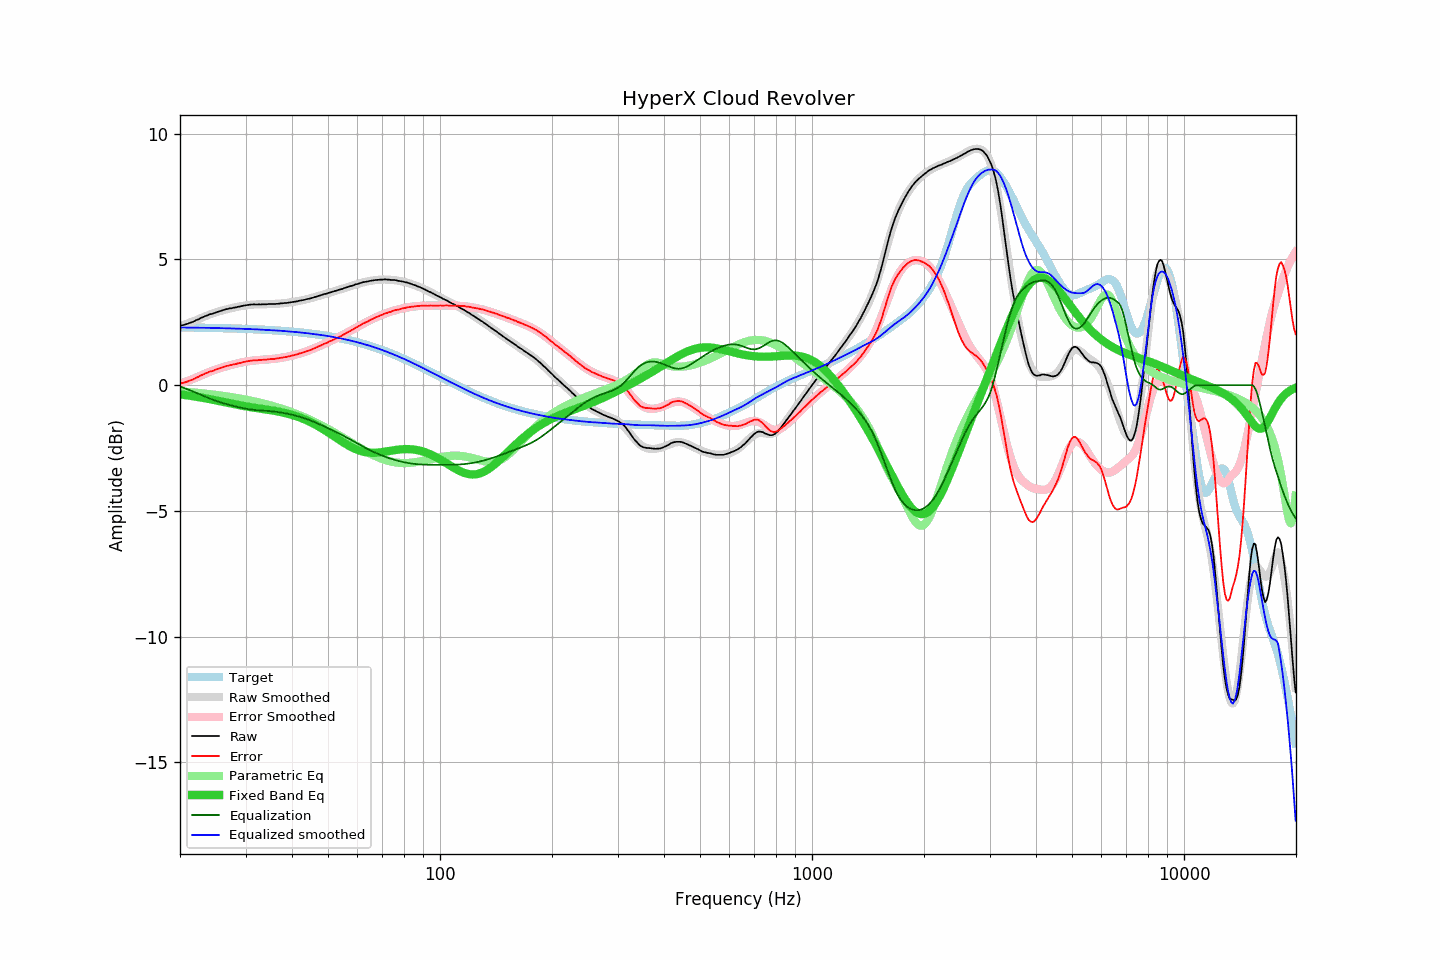 HyperX Cloud Revolver
10
5
0
−5
−10
−15
Amplitude (dBr)
Target
Raw Smoothed
Error Smoothed
Raw
Error
Parametric Eq
Fixed Band Eq
Equalization
Equalized smoothed
100
1000
10000
Frequency (Hz)